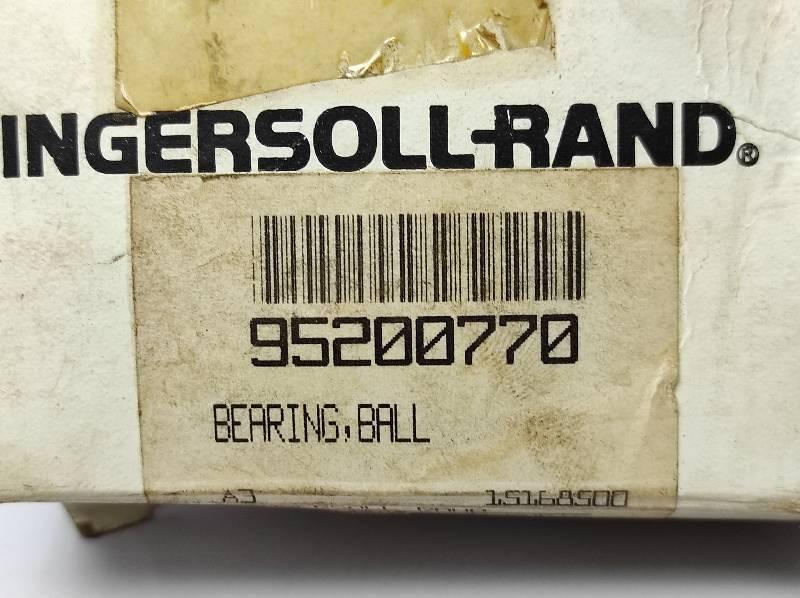 INGERSOLL-RAND®
95200770
BEARING, BALL
A3 15168500